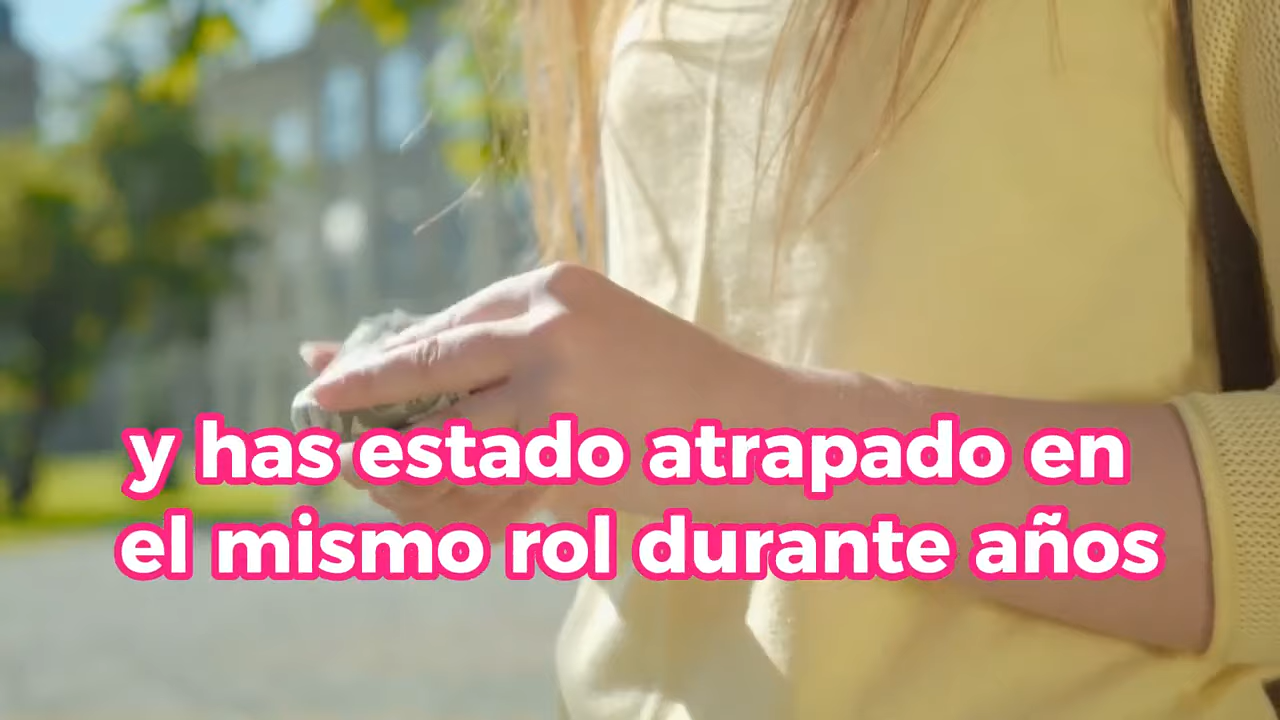 y has estado atrapado en
el mismo rol durante años